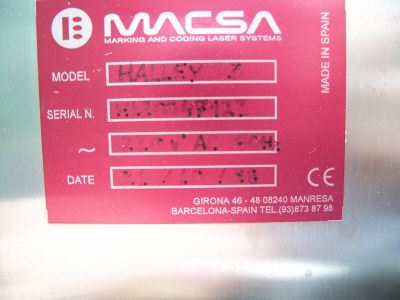 MACSA
MARKING AND CODING LASER SYSTEMS
MADE IN SPAIN
MODEL HALLEY
SERIAL N.
~
DATE
CE
GIRONA 46 - 48 08240 MANRESA
BARCELONA-SPAIN TEL.(93)873 87 98